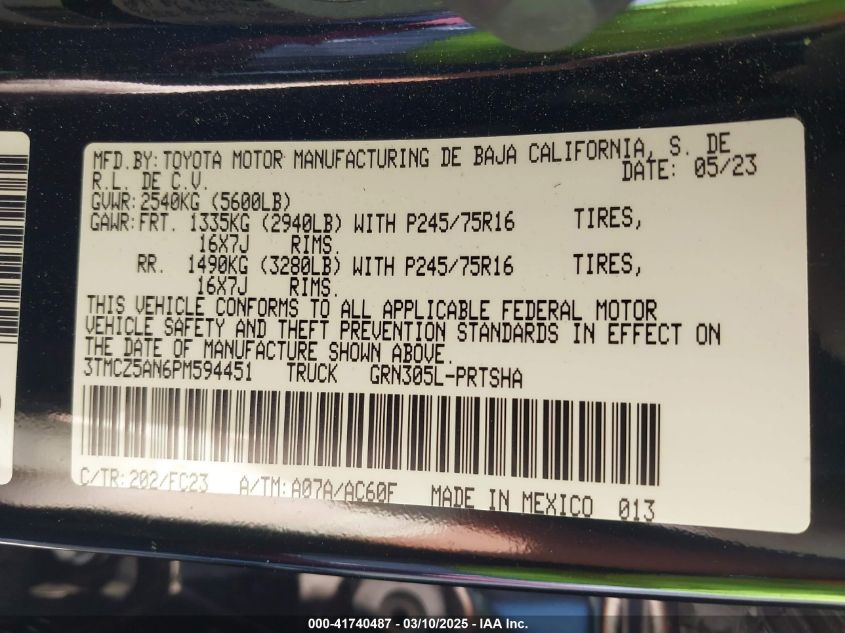 MFD.BY: TOYOTA MOTOR MANUFACTURING DE BAJA CALIFORNIA, S. DE
R.L. DE C.V. DATE: 05/23
GVWR: 2540KG (5600LB)
GAWR: FRT. 1335KG (2940LB) WITH P245/75R16 TIRES,
16X7J RIMS.
RR. 1490KG (3280LB) WITH P245/75R16 TIRES,
16X7J RIMS.
THIS VEHICLE CONFORMS TO ALL APPLICABLE FEDERAL MOTOR
VEHICLE SAFETY AND THEFT PREVENTION STANDARDS IN EFFECT ON
THE DATE OF MANUFACTURE SHOWN ABOVE.
3TMCZ5AN6PM594451 TRUCK GRN305L-PRTSHA
C/TR: 202/FC23 A/TM: A07A/AC60F MADE IN MEXICO 013
000-41740487 - 03/10/2025 - IAA Inc.